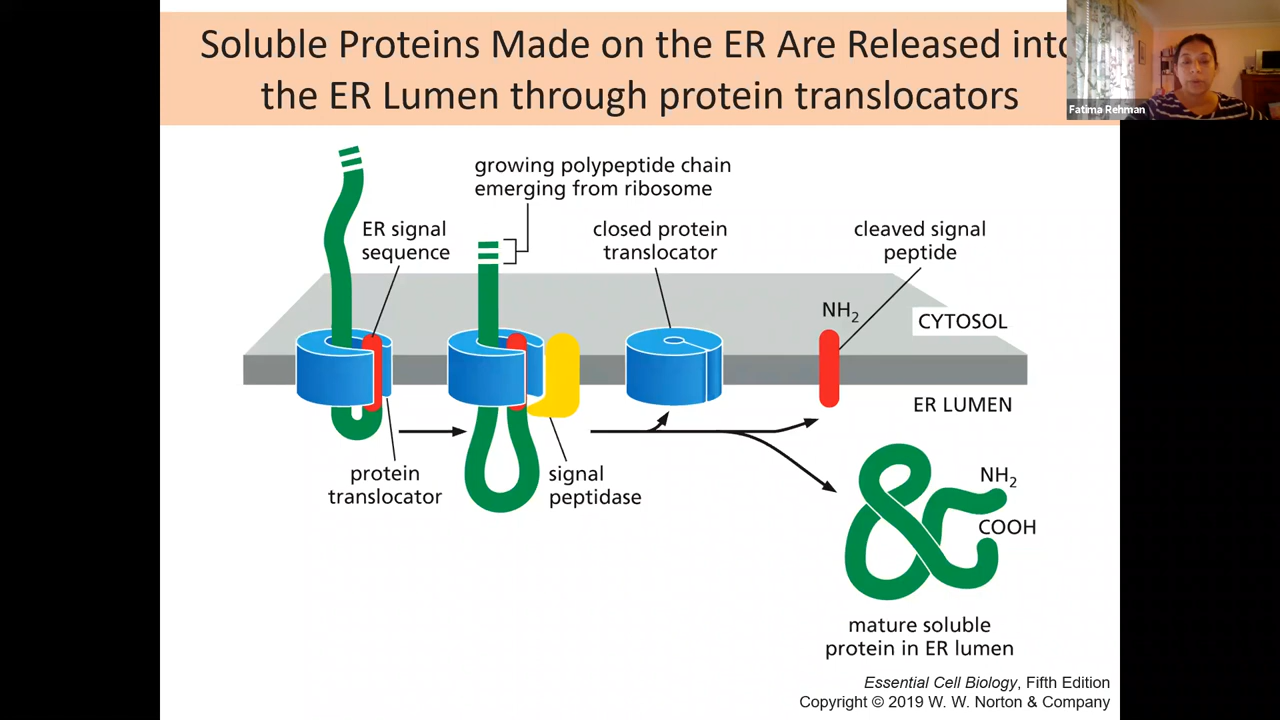 Soluble Proteins Made on the ER Are Released into
the ER Lumen through protein translocators
Fatima Rehman
growing polypeptide chain
emerging from ribosome
ER signal
sequence
closed protein
translocator
cleaved signal
peptide
NH2
CYTOSOL
ER LUMEN
protein
translocator
signal
peptidase
NH2
COOH
mature soluble
protein in ER lumen
Essential Cell Biology, Fifth Edition
Copyright © 2019 W. W. Norton & Company